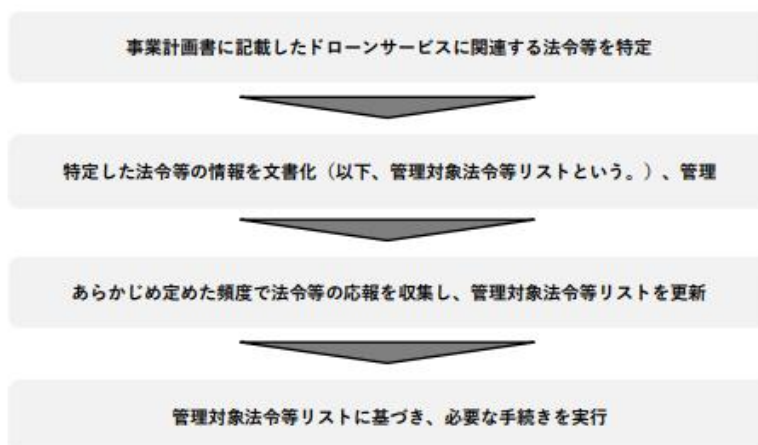 事業計画書に記載したドローンサービスに関連する法令等を特定
特定した法令等の情報を文書化（以下、管理対象法令等リストという。）、管理
あらかじめ定めた頻度で法令等の応報を収集し、管理対象法令等リストを更新
管理対象法令等リストに基づき、必要な手続きを実行